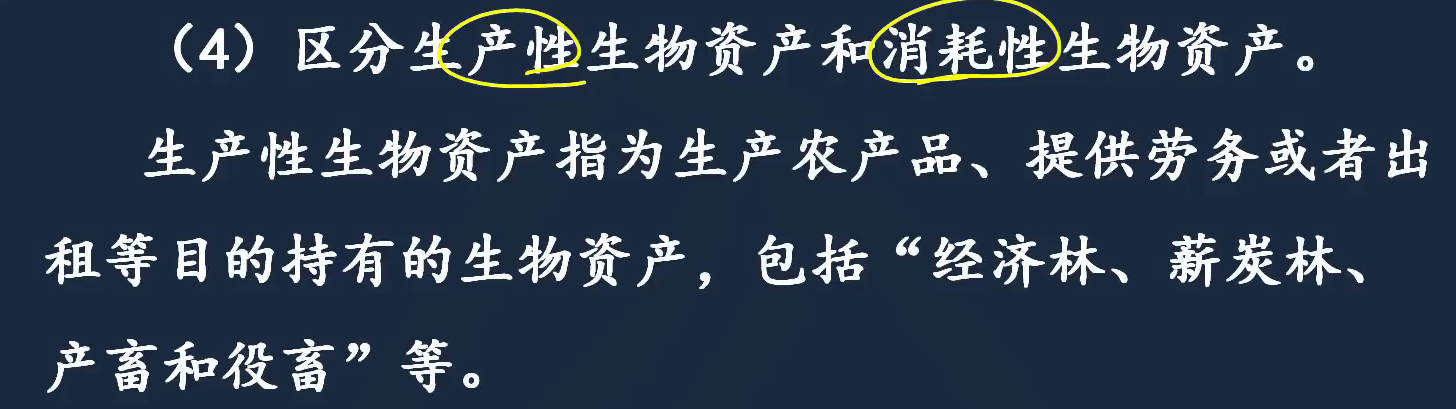 （4）区分生产性生物资产和消耗性生物资产。
生产性生物资产指为生产农产品、提供劳务或者出
租等目的持有的生物资产，包括“经济林、薪炭林、
产畜和役畜”等。